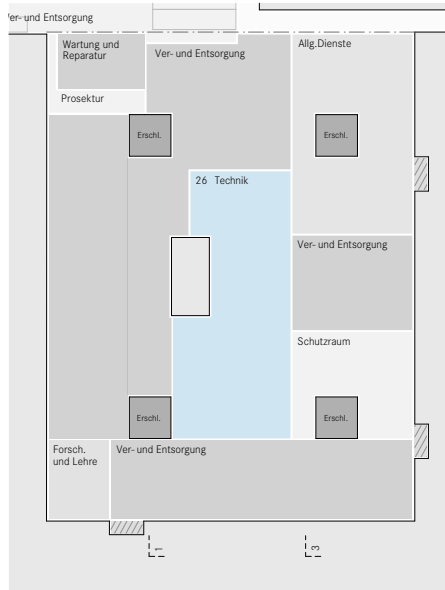 Ver- und Entsorgung
Wartung und
Reparatur
Ver- und Entsorgung
Allg.Dienste
Prosektur
Erschl.
Erschl.
26 Technik
Ver- und Entsorgung
Schutzraum
Erschl.
Erschl.
Forsch.
und Lehre
Ver- und Entsorgung
1
3